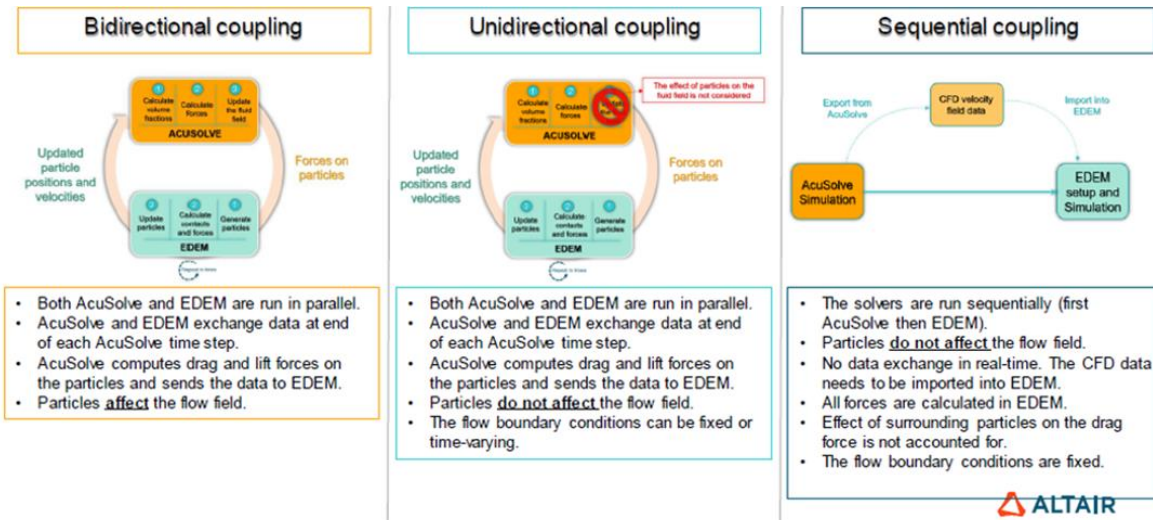 Bidirectional coupling
1 2 3
Calculate volume fractions
Calculate forces
Update the fluid field
ACUSOLVE
Updated
particle
positions and
velocities
Forces on
particles
3 2 1
Update particles
Calculate contacts and forces
Generate particles
EDEM
• Both AcuSolve and EDEM are run in parallel.
• AcuSolve and EDEM exchange data at end
of each AcuSolve time step.
• AcuSolve computes drag and lift forces on
the particles and sends the data to EDEM.
• Particles affect the flow field.
Unidirectional coupling
1 2
Calculate volume fractions
Calculate forces
ACUSOLVE
The effect of particles on the
fluid field is not considered
Updated
particle
positions and
velocities
Forces on
particles
3 2 1
Update particles
Calculate contacts and forces
Generate particles
EDEM
• Both AcuSolve and EDEM are run in parallel.
• AcuSolve and EDEM exchange data at end
of each AcuSolve time step.
• AcuSolve computes drag and lift forces on
the particles and sends the data to EDEM.
• Particles do not affect the flow field.
• The flow boundary conditions can be fixed or
time-varying.
Sequential coupling
Export from
AcuSolve
CFD velocity
field data
Import into
EDEM
AcuSolve
Simulation
EDEM
setup and
Simulation
• The solvers are run sequentially (first
AcuSolve then EDEM).
• Particles do not affect the flow field.
• No data exchange in real-time. The CFD data
needs to be imported into EDEM.
• All forces are calculated in EDEM.
• Effect of surrounding particles on the drag
force is not accounted for.
• The flow boundary conditions are fixed.
ALTAIR